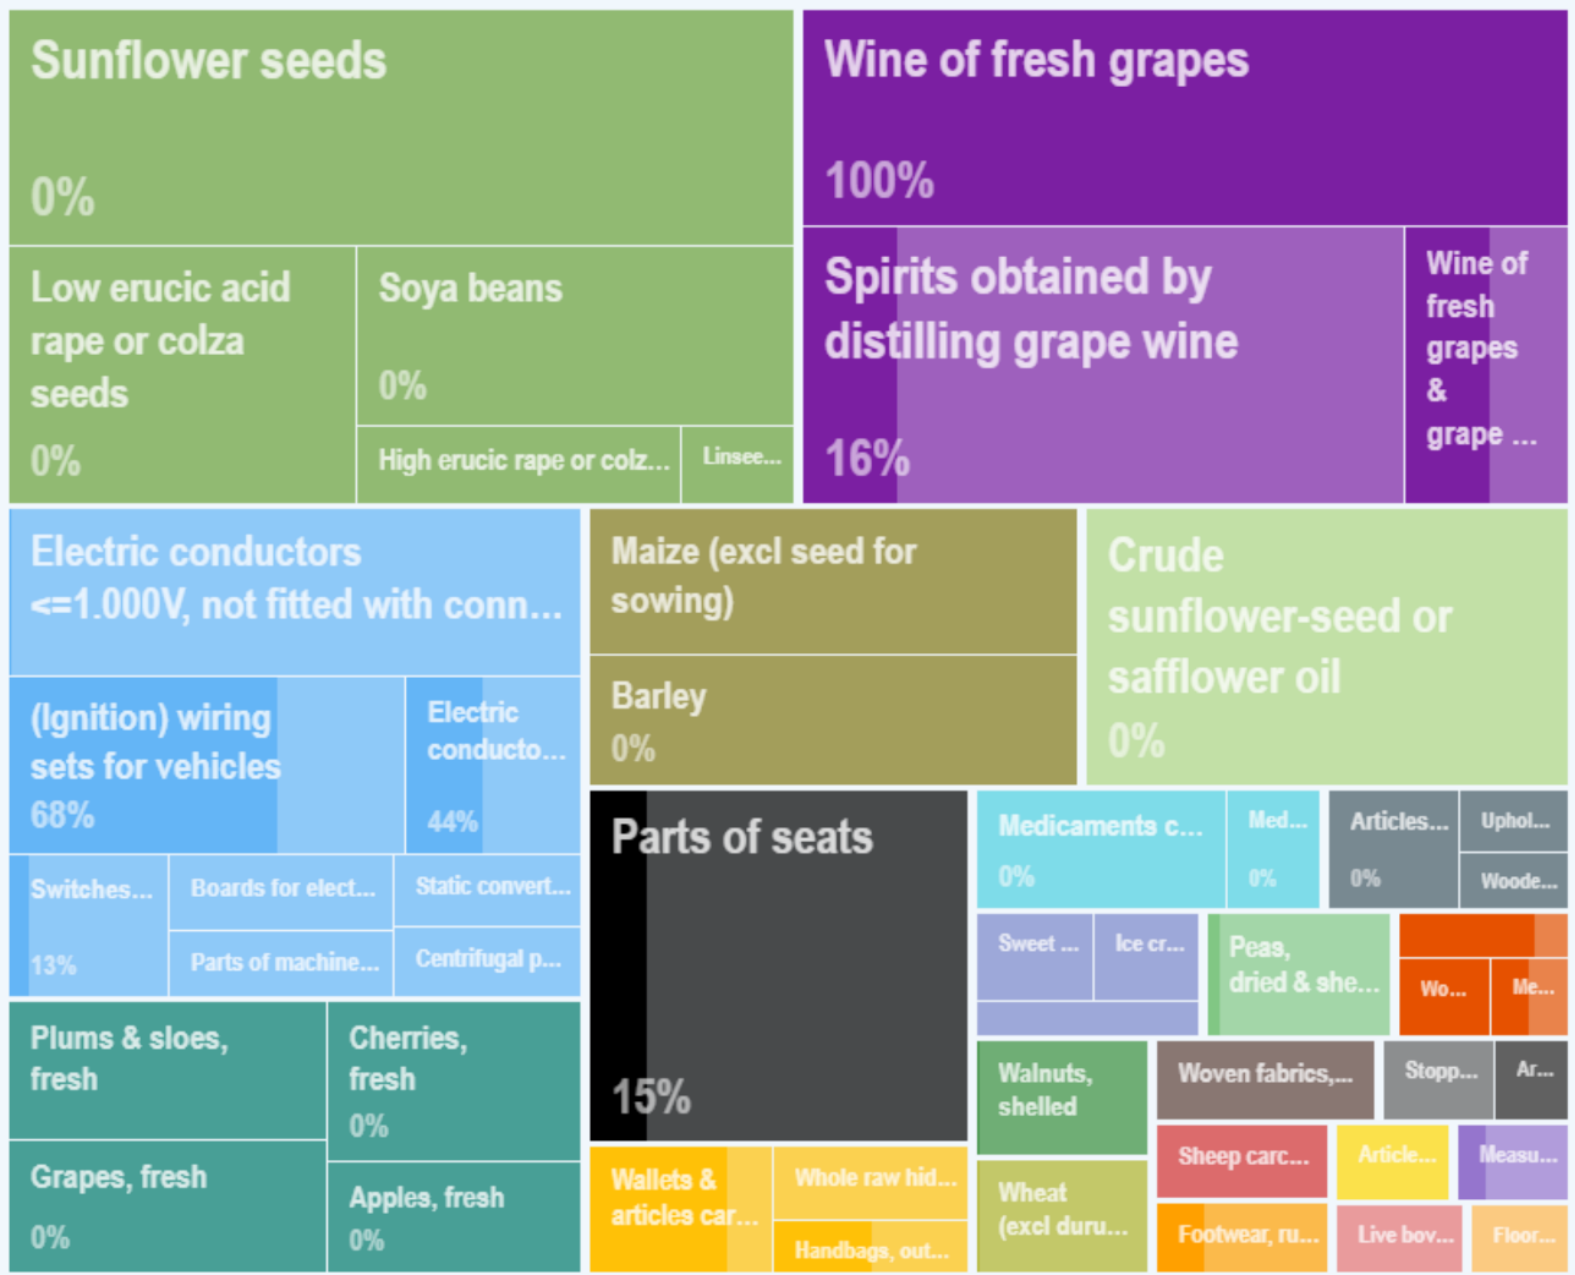 Sunflower seeds
0%
Low erucic acid
rape or colza
seeds
0%
Soya beans
0%
High erucic rape or colz...
Linsee...
Wine of fresh grapes
100%
Spirits obtained by
distilling grape wine
16%
Wine of
fresh
grapes
&
grape ...
Electric conductors
<=1.000V, not fitted with conn...
(Ignition) wiring
sets for vehicles
68%
Electric
conducto...
44%
Switches...
13%
Boards for elect...
Parts of machine...
Static convert...
Centrifugal p...
Plums & sloes,
fresh
Grapes, fresh
0%
Cherries,
fresh
0%
Apples, fresh
0%
Maize (excl seed for
sowing)
Barley
0%
Crude
sunflower-seed or
safflower oil
0%
Parts of seats
15%
Wallets &
articles car...
Whole raw hid...
Handbags, out...
Medicaments c...
0%
Med...
0%
Articles...
0%
Uphol...
Woode...
Sweet ...
Ice cr...
Peas,
dried & she...
Wo...
Me...
Walnuts,
shelled
Wheat
(excl duru...
Woven fabrics,...
Stopp...
Ar...
Sheep carc...
Article...
Measu...
Footwear, ru...
Live bov...
Floor...